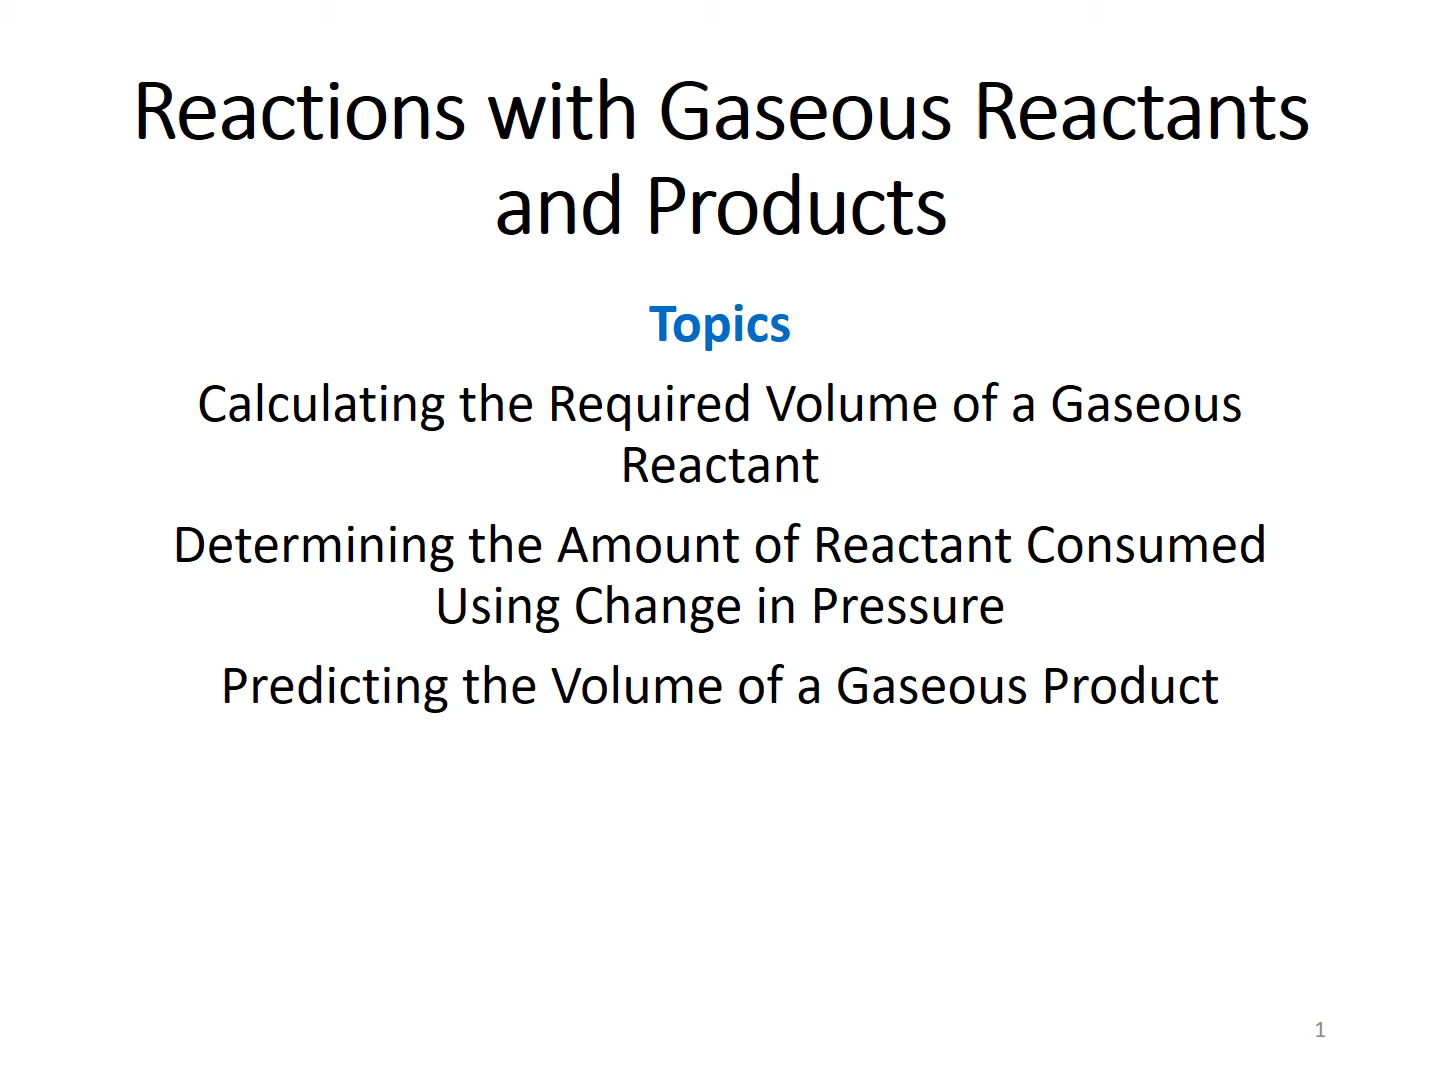 Reactions with Gaseous Reactants
and Products
Topics
Calculating the Required Volume of a Gaseous
Reactant
Determining the Amount of Reactant Consumed
Using Change in Pressure
Predicting the Volume of a Gaseous Product
1